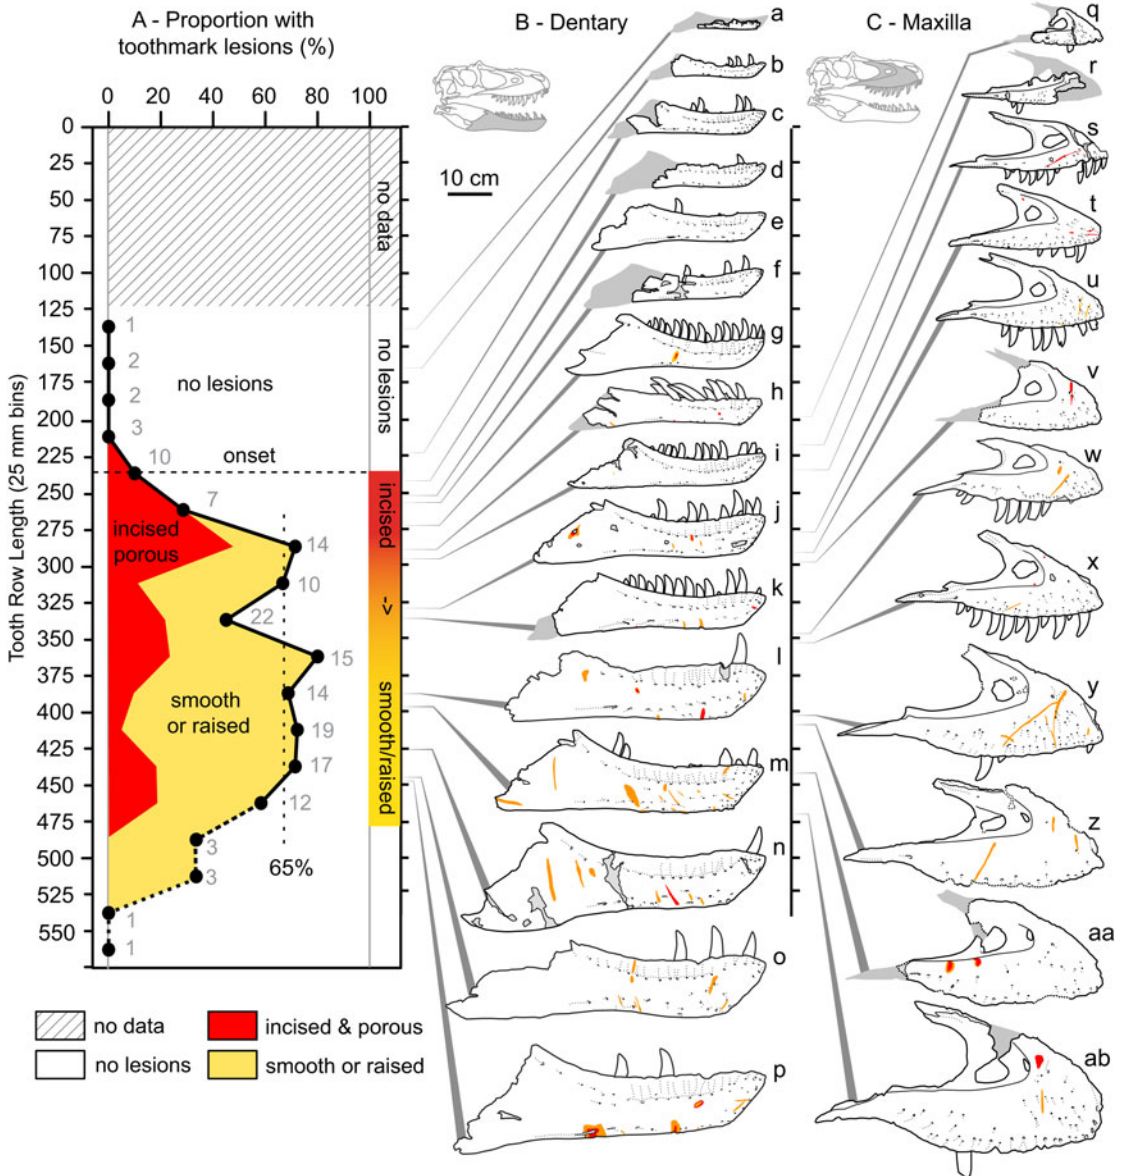 A - Proportion with
toothmark lesions (%)
B - Dentary
C - Maxilla
0 20 40 60 80 100
Tooth Row Length (25 mm bins)
0
25
50
75
100
125
150
175
200
225
250
275
300
325
350
375
400
425
450
475
500
525
550
no data
no lesions
incised
->
smooth/raised
1
2
2
3
10
7
14
10
22
15
14
19
17
12
3
3
1
1
no lesions
onset
incised
porous
smooth
or raised
65%
10 cm
a
b
c
d
e
f
g
h
i
j
k
l
m
n
o
p
q
r
s
t
u
v
w
x
y
z
aa
ab
no data
incised & porous
no lesions
smooth or raised